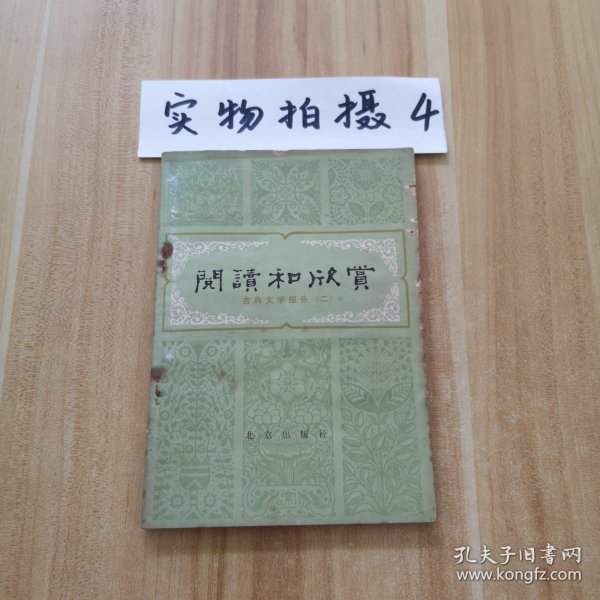 实物拍摄4
閱讀和欣賞
古典文学部分(二)
北京出版社
孔夫子旧书网
www.kongfz.com